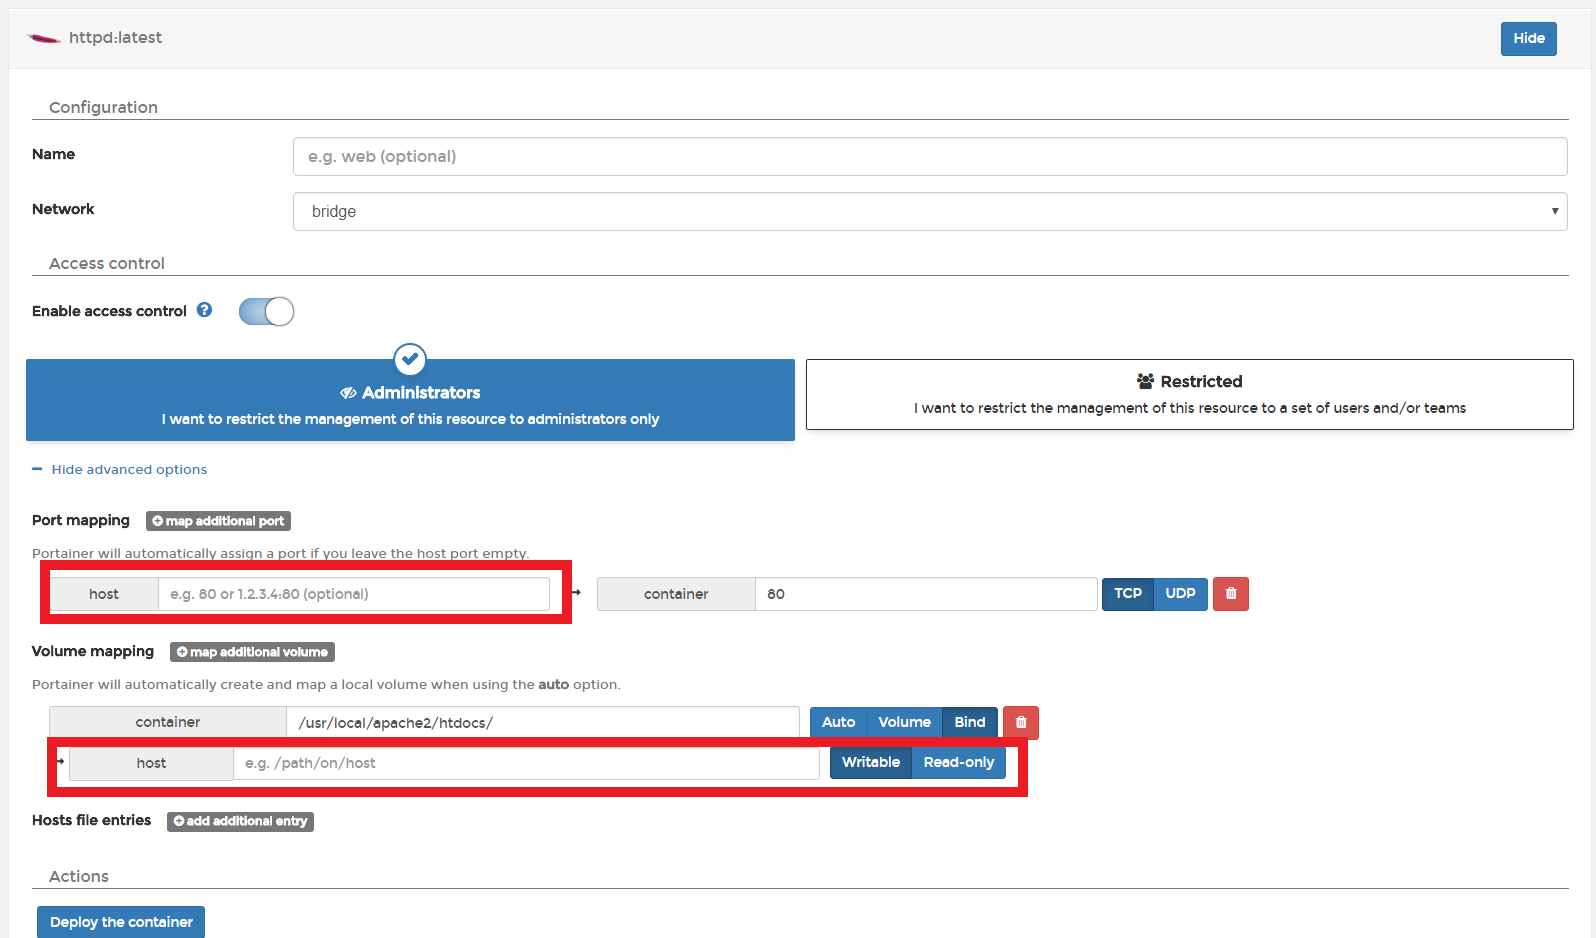 httpd:latest
Hide
Configuration
Name
e.g. web (optional)
Network
bridge
Access control
Enable access control
Administrators
I want to restrict the management of this resource to administrators only
Restricted
I want to restrict the management of this resource to a set of users and/or teams
Hide advanced options
Port mapping map additional port
Portainer will automatically assign a port if you leave the host port empty.
host e.g. 80 or 1.2.3.4:80 (optional) container 80 TCP UDP
Volume mapping map additional volume
Portainer will automatically create and map a local volume when using the auto option.
container /usr/local/apache2/htdocs/ Auto Volume Bind
host e.g. /path/on/host Writable Read-only
Hosts file entries add additional entry
Actions
Deploy the container